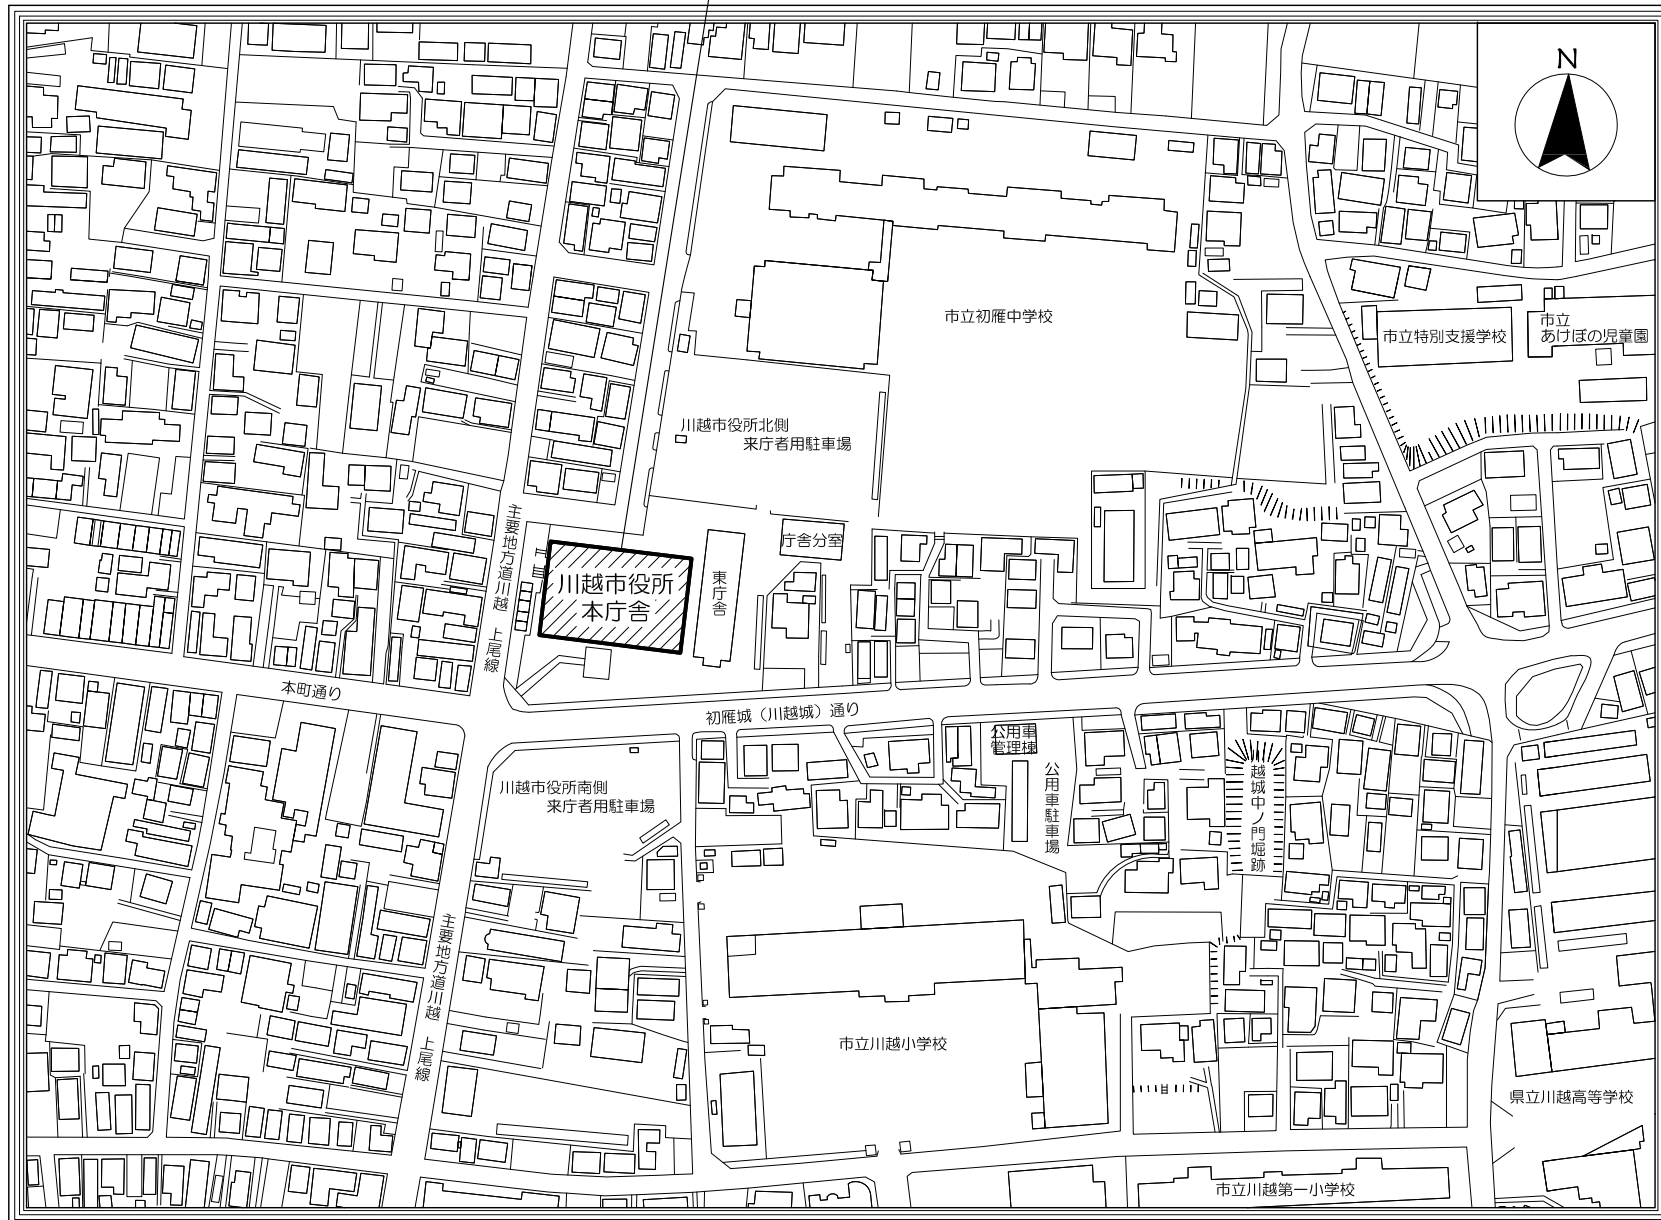 N
市立初雁中学校
市立特別支援学校
市立
あけぼの児童園
川越市役所北側
来庁者用駐車場
主要地方道川越 上尾線
庁舎分室
川越市役所
本庁舎
東庁舎
本町通り
初雁城（川越城）通り
公用車
管理棟
公用車駐車場
川越市役所南側
来庁者用駐車場
越城中ノ門堀跡
主要地方道川越 上尾線
市立川越小学校
県立川越高等学校
市立川越第一小学校